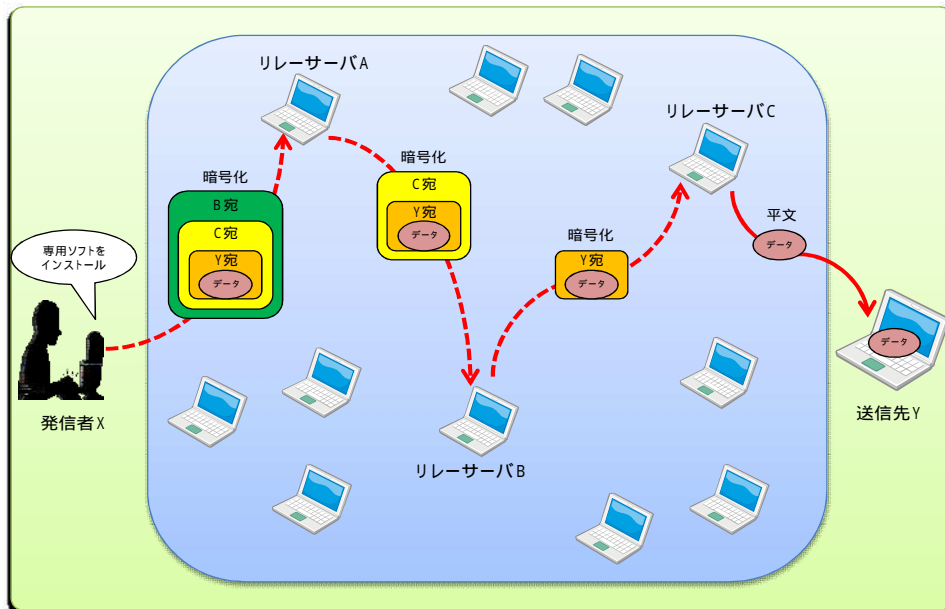 リレーサーバA
リレーサーバC
暗号化
B宛
C宛
Y宛
データ
暗号化
C宛
Y宛
データ
暗号化
Y宛
データ
平文
データ
専用ソフトを
インストール
データ
発信者X
リレーサーバB
送信先Y